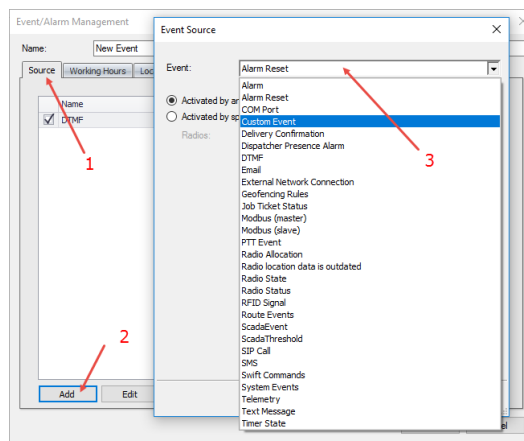 Event/Alarm Management
Name:
New Event
Source
Working Hours
Loc
Name
DTMF
1
2
Add
Edit
Event Source
Event:
Alarm Reset
Activated by ar
Activated by sp
Radios:
3
Alarm
Alarm Reset
COM Port
Custom Event
Delivery Confirmation
Dispatcher Presence Alarm
DTMF
Email
External Network Connection
Geofencing Rules
Job Ticket Status
Modbus (master)
Modbus (slave)
PTT Event
Radio Allocation
Radio location data is outdated
Radio State
Radio Status
RFID Signal
Route Events
ScadaEvent
ScadaThreshold
SIP Call
SMS
Swift Commands
System Events
Telemetry
Text Message
Timer State
el